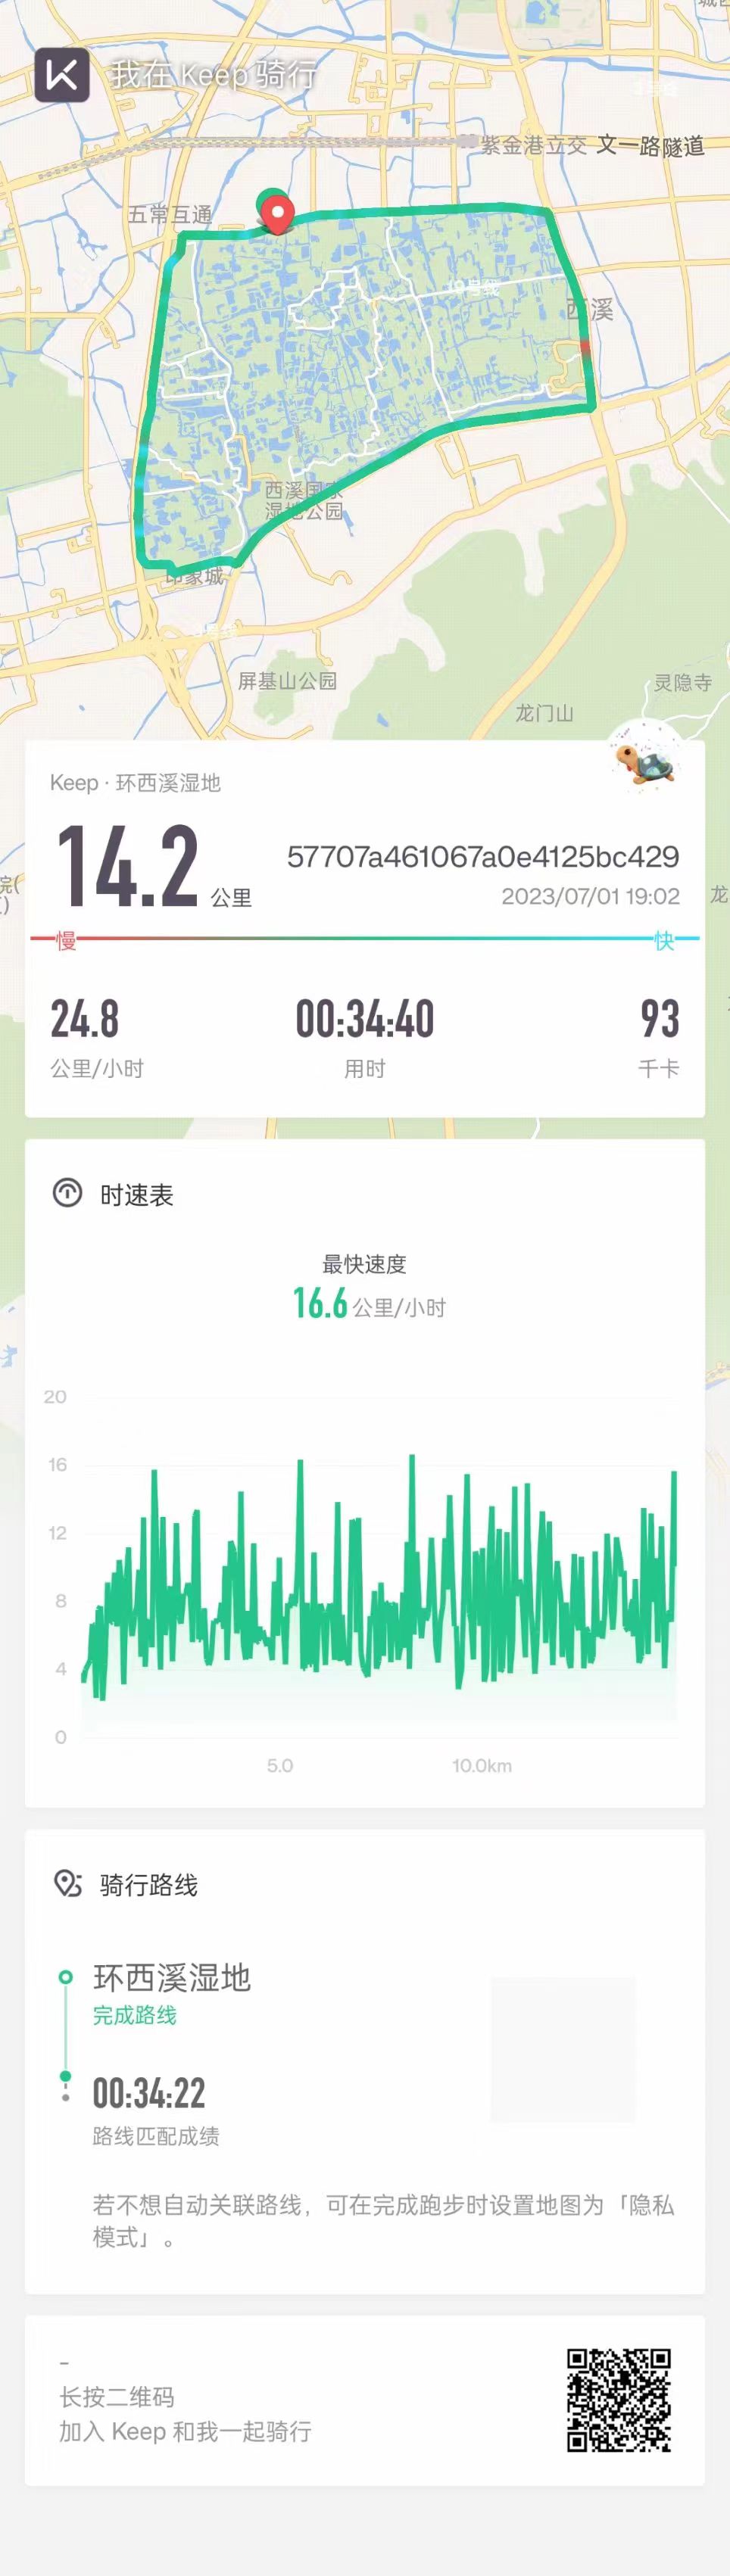 我在 Keep 骑行
紫金港立交
文一路隧道
五常互通
西溪
西溪国家
湿地公园
印象城
屏基山公园
灵隐寺
龙门山
Keep · 环西溪湿地
14.2 公里
57707a461067a0e4125bc429
2023/07/01 19:02
龙
慢
快
24.8
00:34:40
93
公里/小时
用时
千卡
时速表
最快速度
16.6 公里/小时
20
16
12
8
4
0
5.0
10.0km
骑行路线
环西溪湿地
完成路线
00:34:22
路线匹配成绩
若不想自动关联路线，可在完成跑步时设置地图为「隐私
模式」。
-
长按二维码
加入 Keep 和我一起骑行